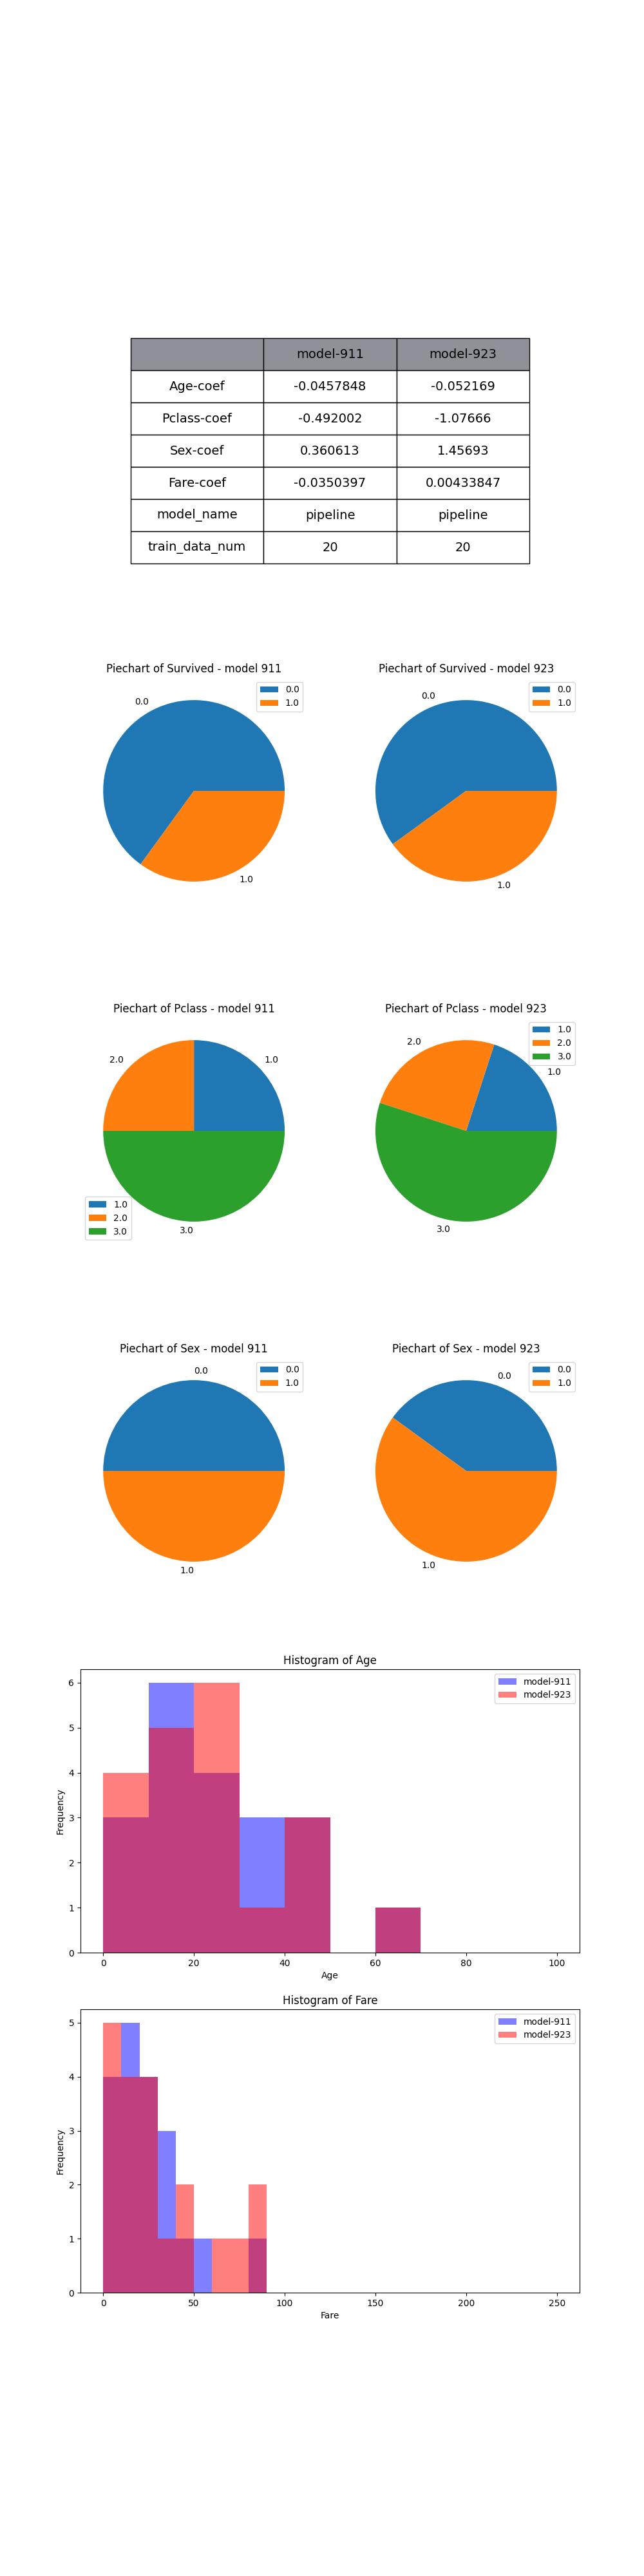 model-911 model-923
Age-coef -0.0457848 -0.052169
Pclass-coef -0.492002 -1.07666
Sex-coef 0.360613 1.45693
Fare-coef -0.0350397 0.00433847
model_name pipeline pipeline
train_data_num 20 20
Piechart of Survived - model 911
0.0
1.0
0.0
1.0
Piechart of Survived - model 923
0.0
1.0
0.0
1.0
Piechart of Pclass - model 911
1.0
2.0
3.0
1.0
2.0
3.0
Piechart of Pclass - model 923
1.0
2.0
3.0
1.0
2.0
3.0
Piechart of Sex - model 911
0.0
1.0
0.0
1.0
Piechart of Sex - model 923
0.0
1.0
0.0
1.0
Histogram of Age
model-911
model-923
Frequency
6
5
4
3
2
1
0
0 20 40 60 80 100
Age
Histogram of Fare
model-911
model-923
Frequency
5
4
3
2
1
0
0 50 100 150 200 250
Fare